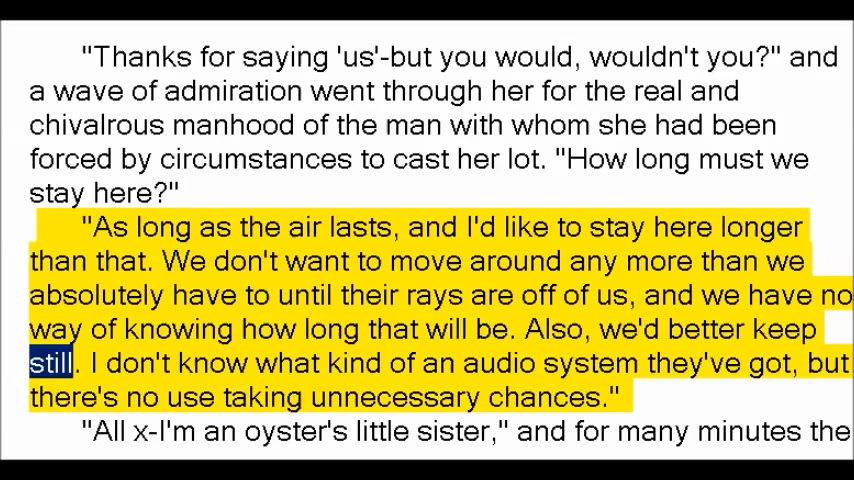 "Thanks for saying 'us'-but you would, wouldn't you?" and
a wave of admiration went through her for the real and
chivalrous manhood of the man with whom she had been
forced by circumstances to cast her lot. "How long must we
stay here?"
"As long as the air lasts, and I'd like to stay here longer
than that. We don't want to move around any more than we
absolutely have to until their rays are off of us, and we have no
way of knowing how long that will be. Also, we'd better keep
still. I don't know what kind of an audio system they've got, but
there's no use taking unnecessary chances."
"All x-I'm an oyster's little sister," and for many minutes the